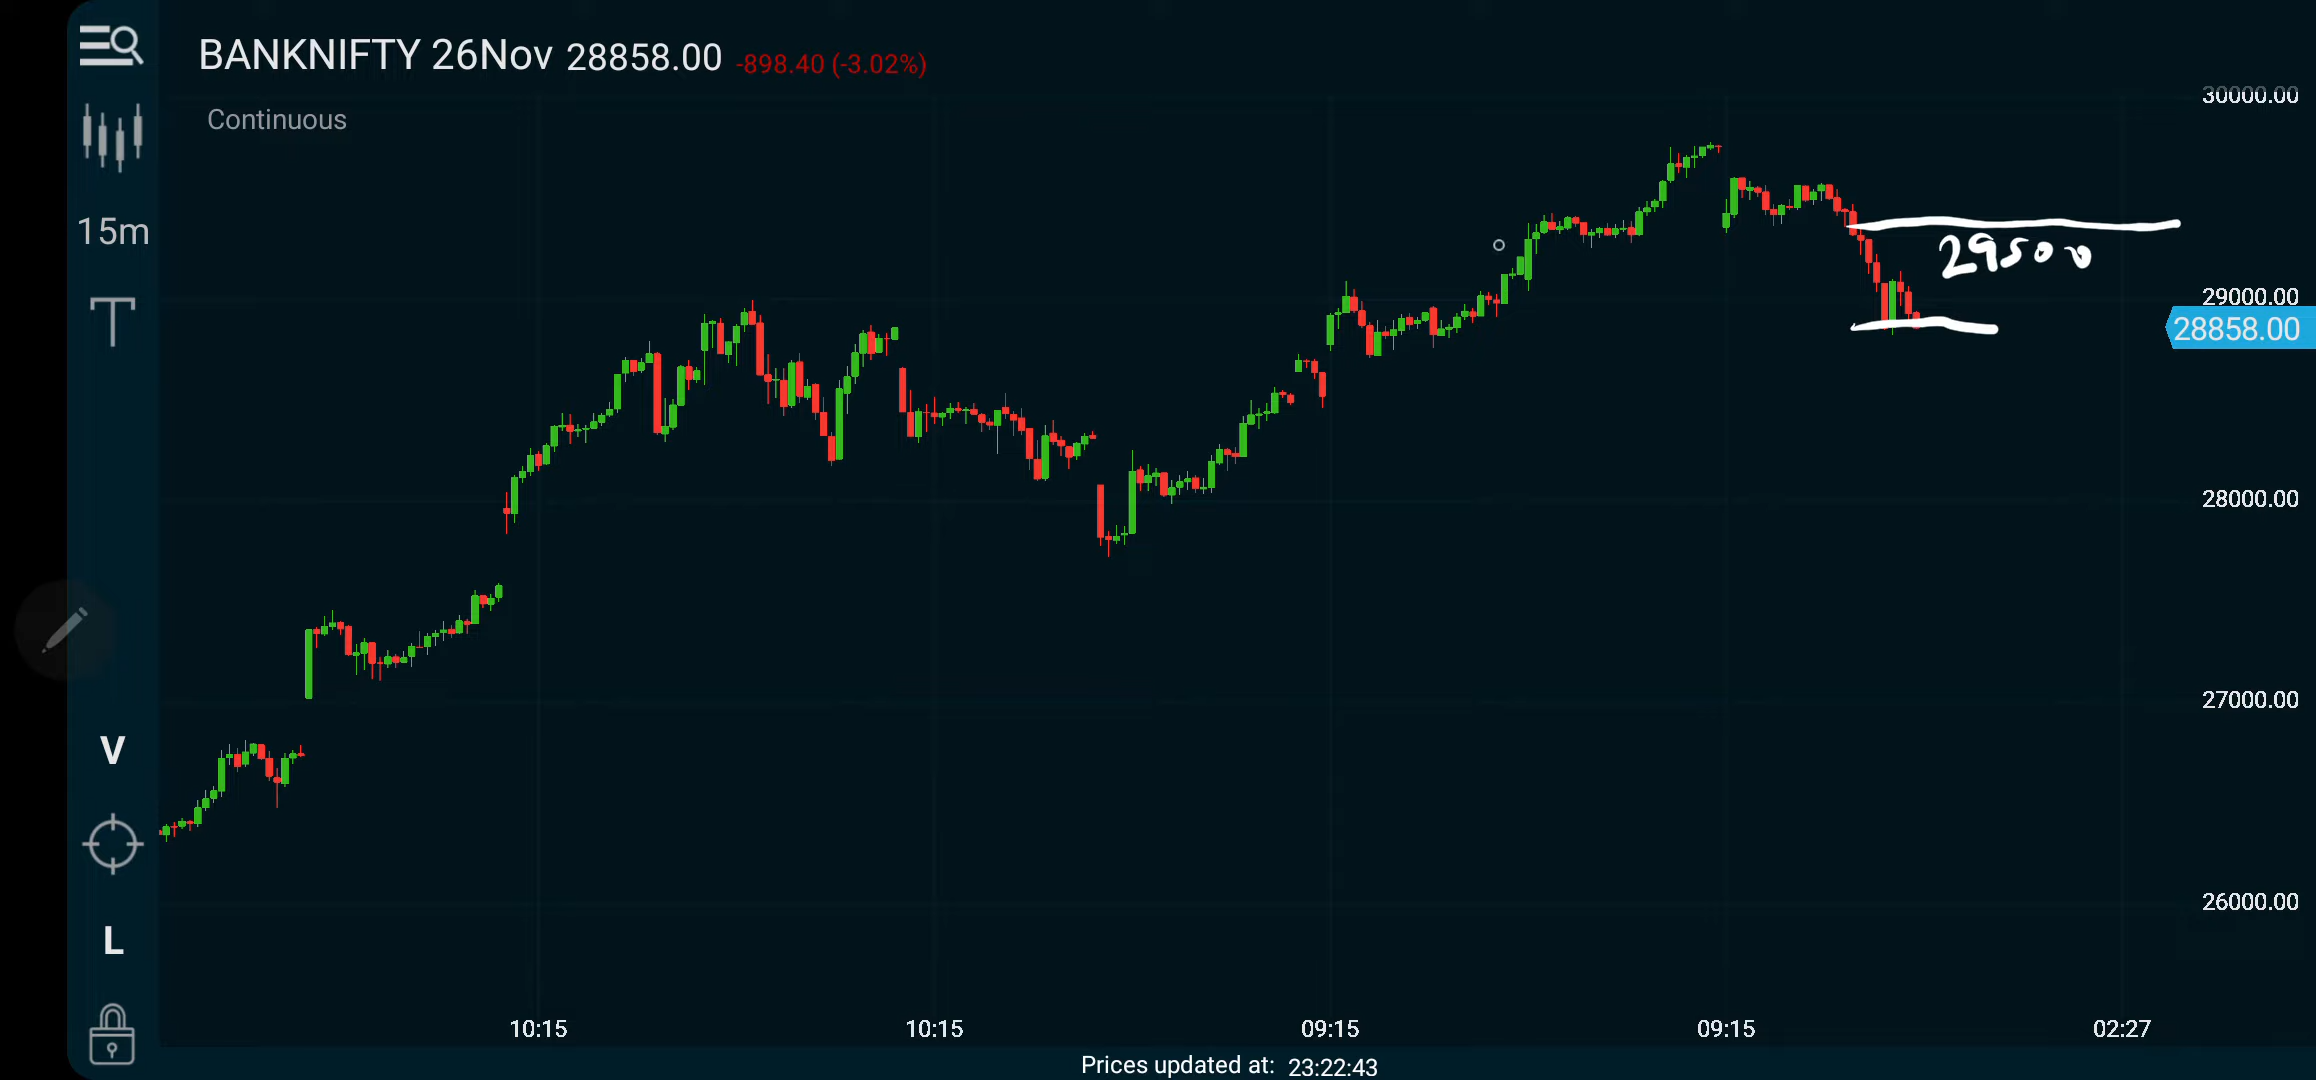 BANKNIFTY 26Nov 28858.00 -898.40 (-3.02%)
Continuous
15m
T
V
L
30000.00
29500
29000.00
28858.00
28000.00
27000.00
26000.00
10:15 10:15 09:15 09:15 02:27
Prices updated at: 23:22:43